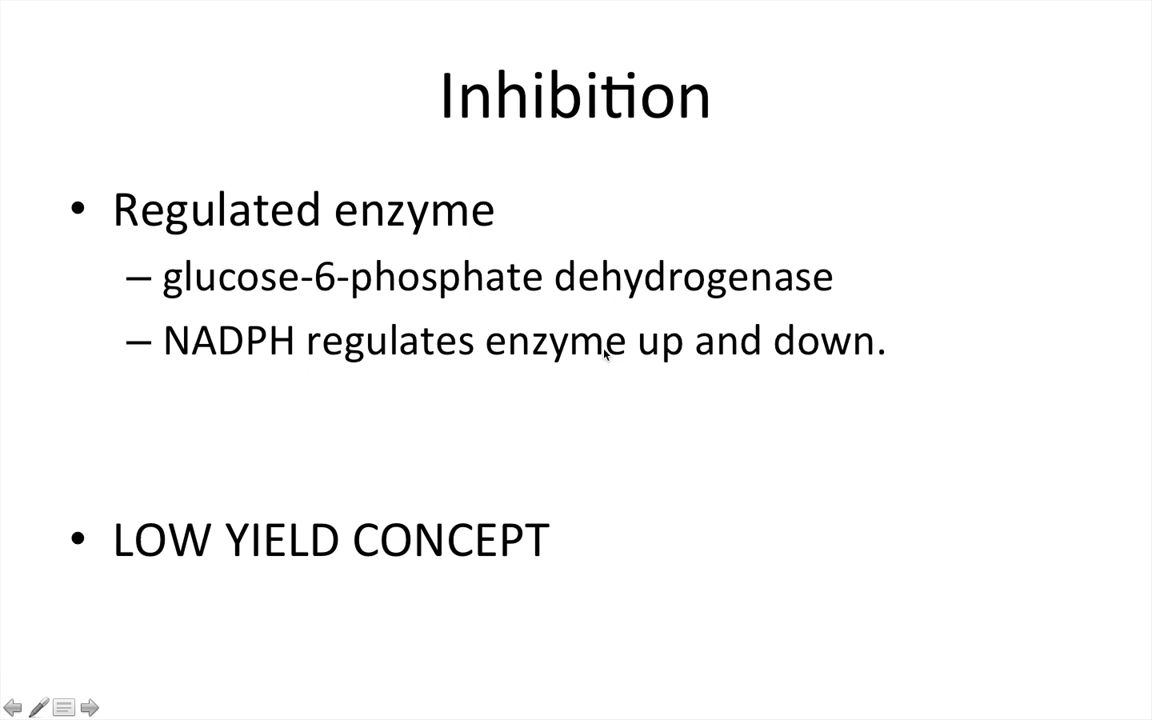 Inhibition
• Regulated enzyme
– glucose-6-phosphate dehydrogenase
– NADPH regulates enzyme up and down.
• LOW YIELD CONCEPT